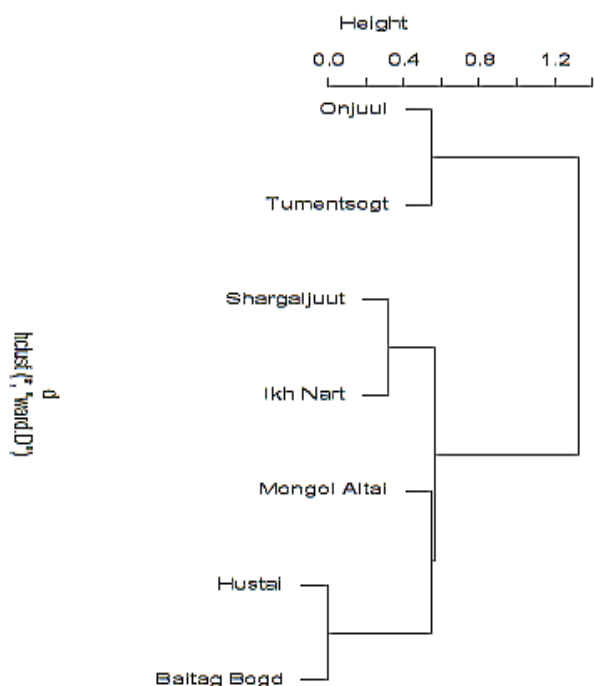 Height
0.0 0.4 0.8 1.2
Onjuul
Tumentsogt
Shargaljuut
Ikh Nart
Mongol Altai
d
hclust (*, "ward.D")
Hustai
Baitag Bogd